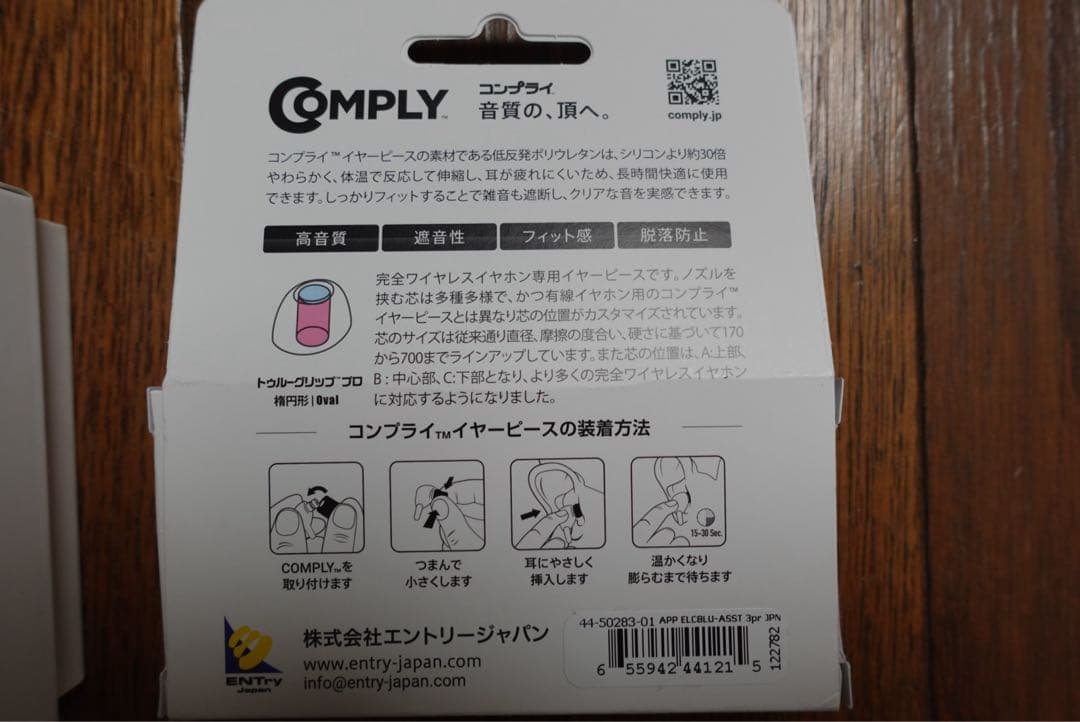 COMPLY™
コンプライ™
音質の、頂へ。
comply.jp
コンプライ™イヤーピースの素材である低反発ポリウレタンは、シリコンより約30倍
やわらかく、体温で反応して伸縮し、耳が疲れにくいため、長時間快適に使用
できます。しっかりフィットすることで雑音も遮断し、クリアな音を実感できます。
高音質 遮音性 フィット感 脱落防止
完全ワイヤレスイヤホン専用イヤーピースです。ノズルを
挟む芯は多種多様で、かつ有線イヤホン用のコンプライ™
イヤーピースとは異なり芯の位置がカスタマイズされています。
芯のサイズは従来通り直径、摩擦の度合い、硬さに基づいて170
から700までラインアップしています。また芯の位置は、A:上部、
B:中心部、C:下部となり、より多くの完全ワイヤレスイヤホン
に対応するようになりました。
トゥルーグリップ™プロ
楕円形|Oval
コンプライ™イヤーピースの装着方法
15-30 Sec.
COMPLY™を
取り付けます
つまんで
小さくします
耳にやさしく
挿入します
温かくなり
膨らむまで待ちます
ENTry
Japan
株式会社エントリージャパン
www.entry-japan.com
info@entry-japan.com
44-50283-01 APP ELCBLU-ASST 3pr JPN
6 55942 44121 5
122782